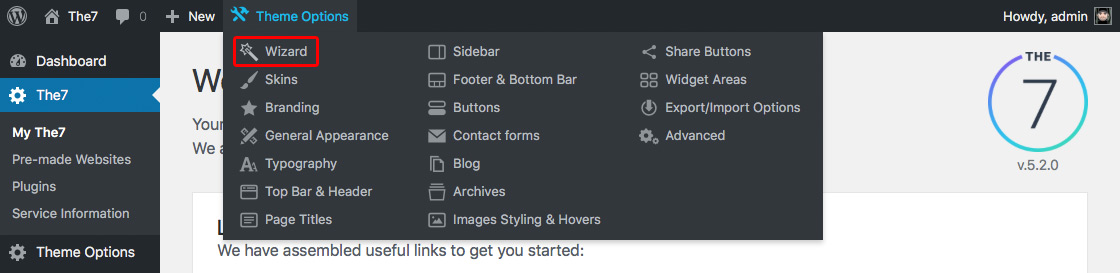 The7 0 New Theme Options Howdy, admin
Dashboard
The7
My The7
Pre-made Websites
Plugins
Service Information
Theme Options
Wizard
Skins
Branding
General Appearance
Typography
Top Bar & Header
Page Titles
Sidebar
Footer & Bottom Bar
Buttons
Contact forms
Blog
Archives
Images Styling & Hovers
Share Buttons
Widget Areas
Export/Import Options
Advanced
THE
7
v.5.2.0
We have assembled useful links to get you started: